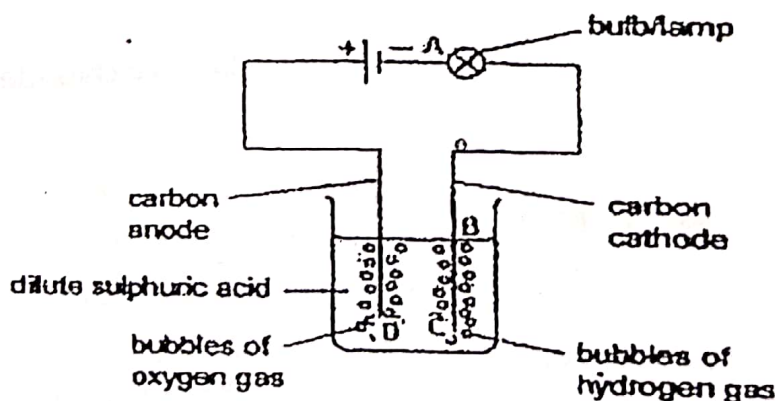 bulb/lamp
+
−
A
carbon
anode
carbon
cathode
B
dilute sulphuric acid
D
C
bubbles of
oxygen gas
bubbles of
hydrogen gas